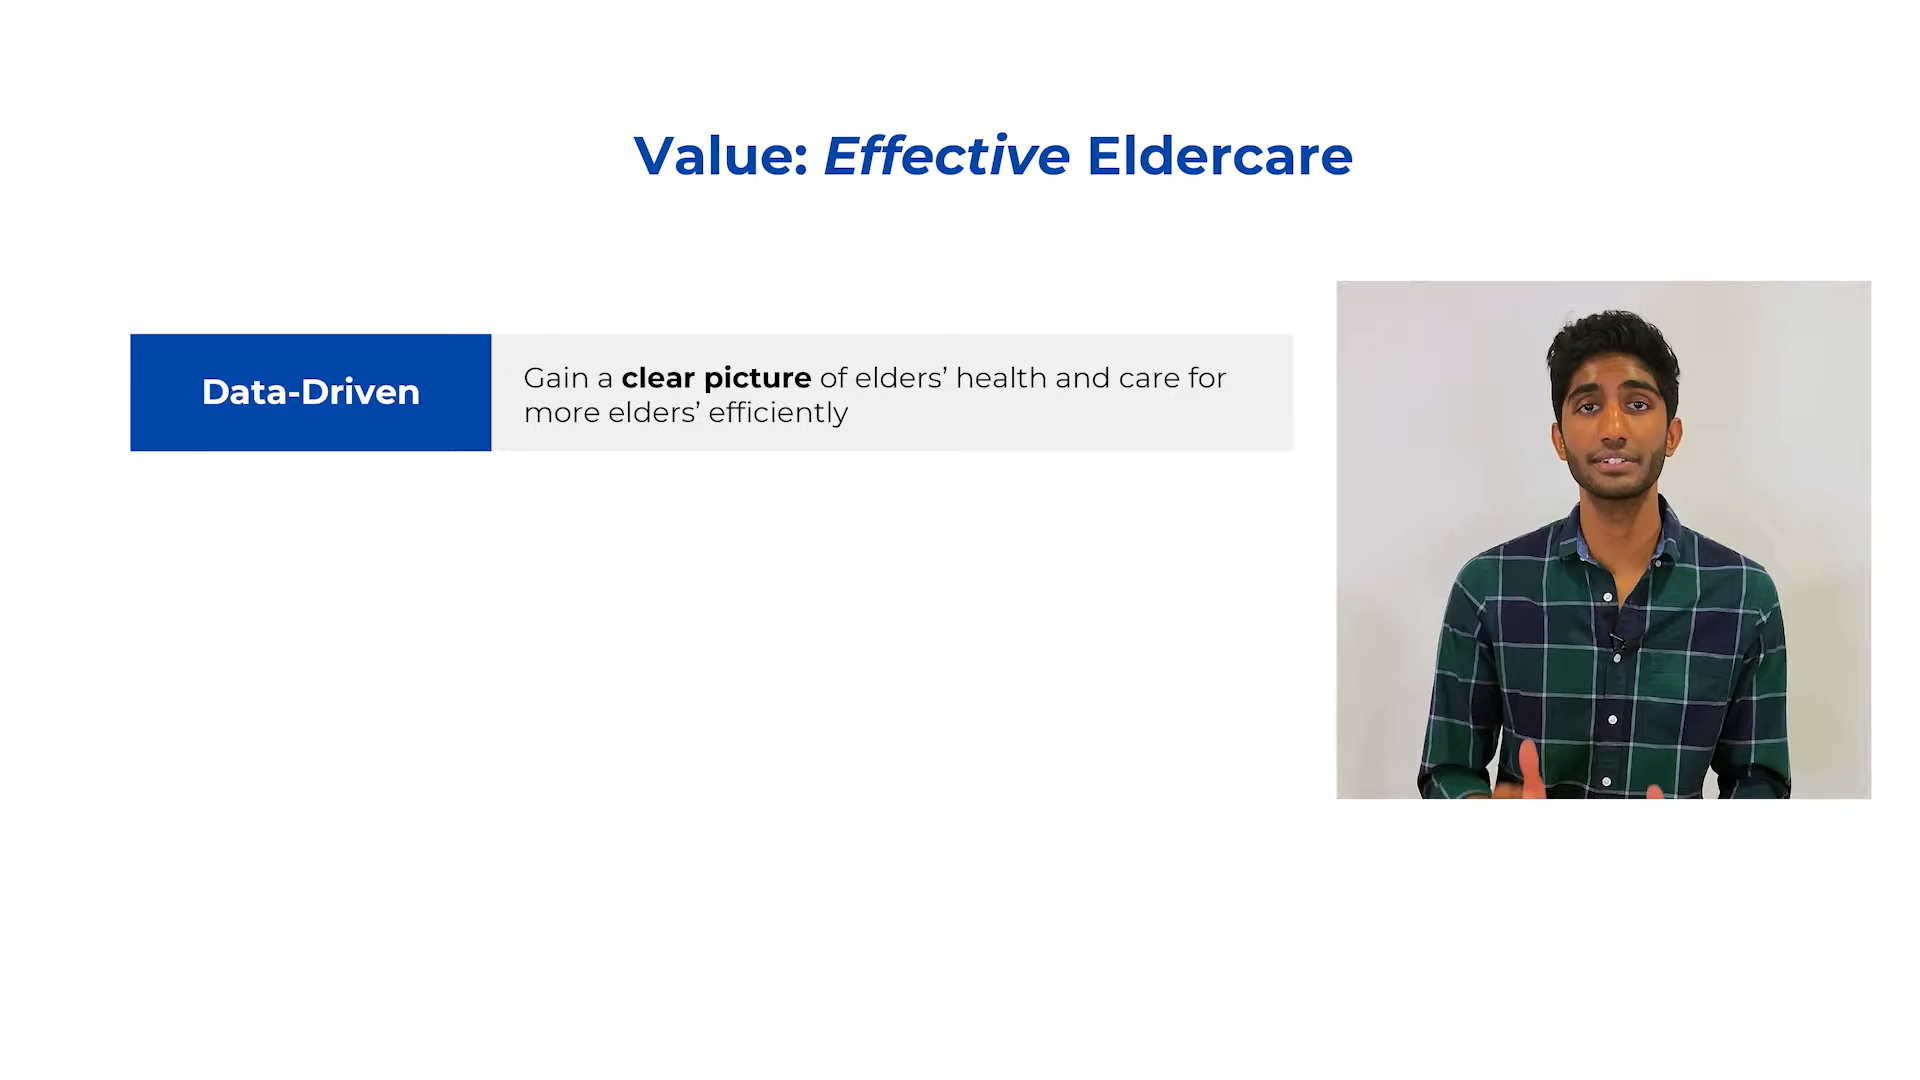 Value: Effective Eldercare
Data-Driven
Gain a clear picture of elders’ health and care for
more elders’ efficiently